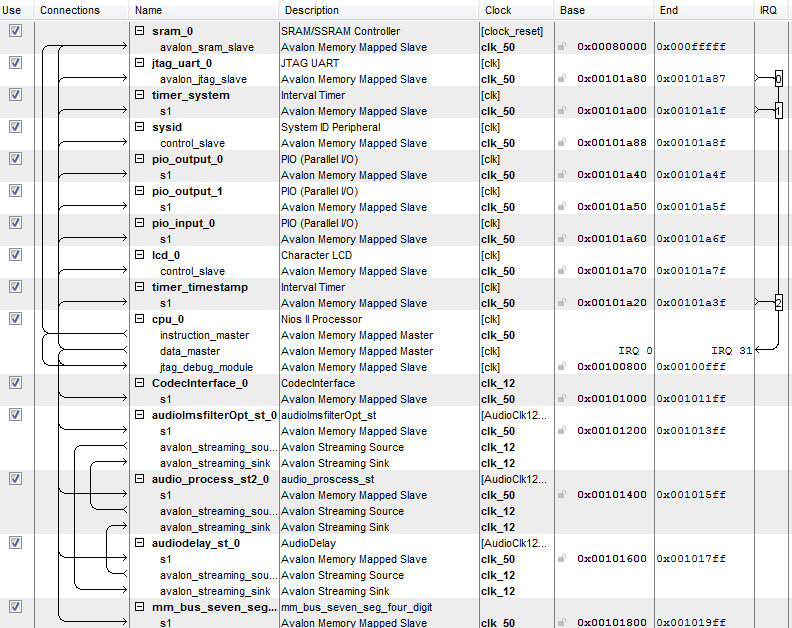 Use Connections Name Description Clock Base End IRQ
sram_0 SRAM/SSRAM Controller [clock_reset]
avalon_sram_slave Avalon Memory Mapped Slave clk_50 0x00080000 0x000fffff
jtag_uart_0 JTAG UART [clk]
avalon_jtag_slave Avalon Memory Mapped Slave clk_50 0x00101a80 0x00101a87 0
timer_system Interval Timer [clk]
s1 Avalon Memory Mapped Slave clk_50 0x00101a00 0x00101a1f 1
sysid System ID Peripheral [clk]
control_slave Avalon Memory Mapped Slave clk_50 0x00101a88 0x00101a8f
pio_output_0 PIO (Parallel I/O) [clk]
s1 Avalon Memory Mapped Slave clk_50 0x00101a40 0x00101a4f
pio_output_1 PIO (Parallel I/O) [clk]
s1 Avalon Memory Mapped Slave clk_50 0x00101a50 0x00101a5f
pio_input_0 PIO (Parallel I/O) [clk]
s1 Avalon Memory Mapped Slave clk_50 0x00101a60 0x00101a6f
lcd_0 Character LCD [clk]
control_slave Avalon Memory Mapped Slave clk_50 0x00101a70 0x00101a7f
timer_timestamp Interval Timer [clk]
s1 Avalon Memory Mapped Slave clk_50 0x00101a20 0x00101a3f 2
cpu_0 Nios II Processor [clk]
instruction_master Avalon Memory Mapped Master clk_50
data_master Avalon Memory Mapped Master [clk] IRQ 0 IRQ 31
jtag_debug_module Avalon Memory Mapped Slave [clk] 0x00100800 0x00100fff
CodecInterface_0 CodecInterface clk_12
s1 Avalon Memory Mapped Slave clk_50 0x00101000 0x001011ff
audiolmsfilterOpt_st_0 audiolmsfilterOpt_st [AudioClk12...
s1 Avalon Memory Mapped Slave clk_50 0x00101200 0x001013ff
avalon_streaming_sou... Avalon Streaming Source clk_12
avalon_streaming_sink Avalon Streaming Sink clk_12
audio_process_st2_0 audio_proscess_st [AudioClk12...
s1 Avalon Memory Mapped Slave clk_50 0x00101400 0x001015ff
avalon_streaming_sou... Avalon Streaming Source clk_12
avalon_streaming_sink Avalon Streaming Sink clk_12
audiodelay_st_0 AudioDelay [AudioClk12...
s1 Avalon Memory Mapped Slave clk_50 0x00101600 0x001017ff
avalon_streaming_sou... Avalon Streaming Source clk_12
avalon_streaming_sink Avalon Streaming Sink clk_12
mm_bus_seven_seg... mm_bus_seven_seg_four_digit
s1 Avalon Memory Mapped Slave clk_50 0x00101800 0x001019ff